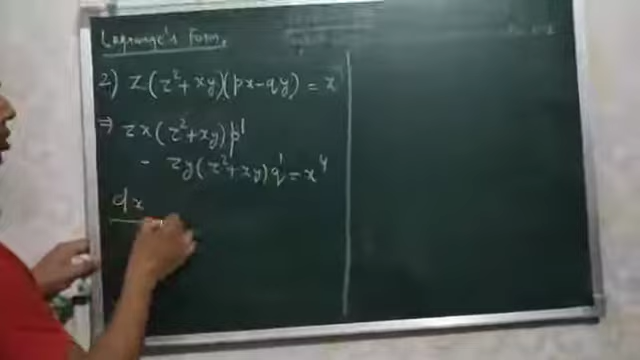 Lagrange's Form.
2) z(z²+xy)(px-qy) = x⁴
⇒ zx(z²+xy)p
- zy(z²+xy)q = x⁴
dx